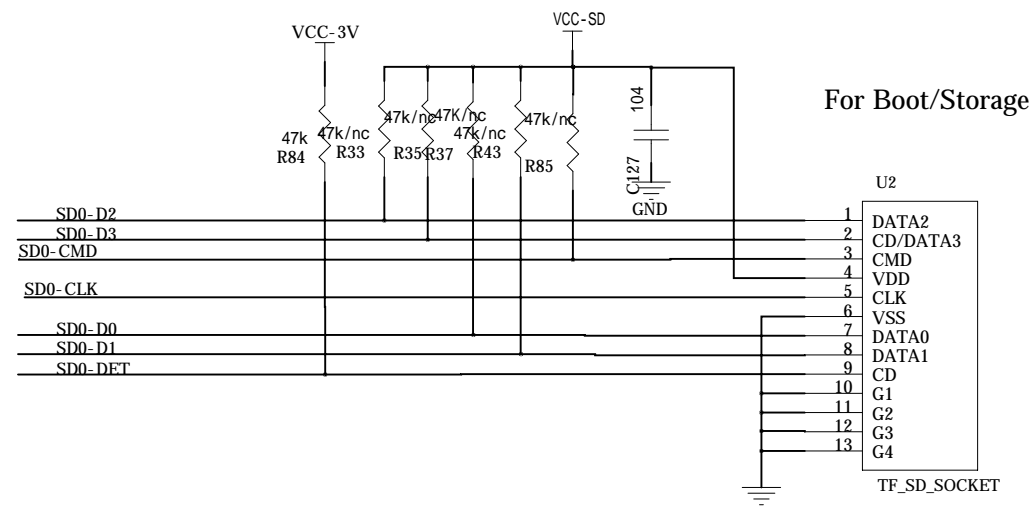 VCC-3V
VCC-SD
For Boot/Storage
104
47k/nc
47K/nc
47k/nc
47k
47k/nc
47k/nc
R84
R33
R35
R37
R43
R85
C127
GND
U2
SD0-D2
1
DATA2
SD0-D3
2
CD/DATA3
SD0-CMD
3
CMD
4
VDD
SD0-CLK
5
CLK
6
VSS
SD0-D0
7
DATA0
SD0-D1
8
DATA1
SD0-DET
9
CD
10
G1
11
G2
12
G3
13
G4
TF_SD_SOCKET